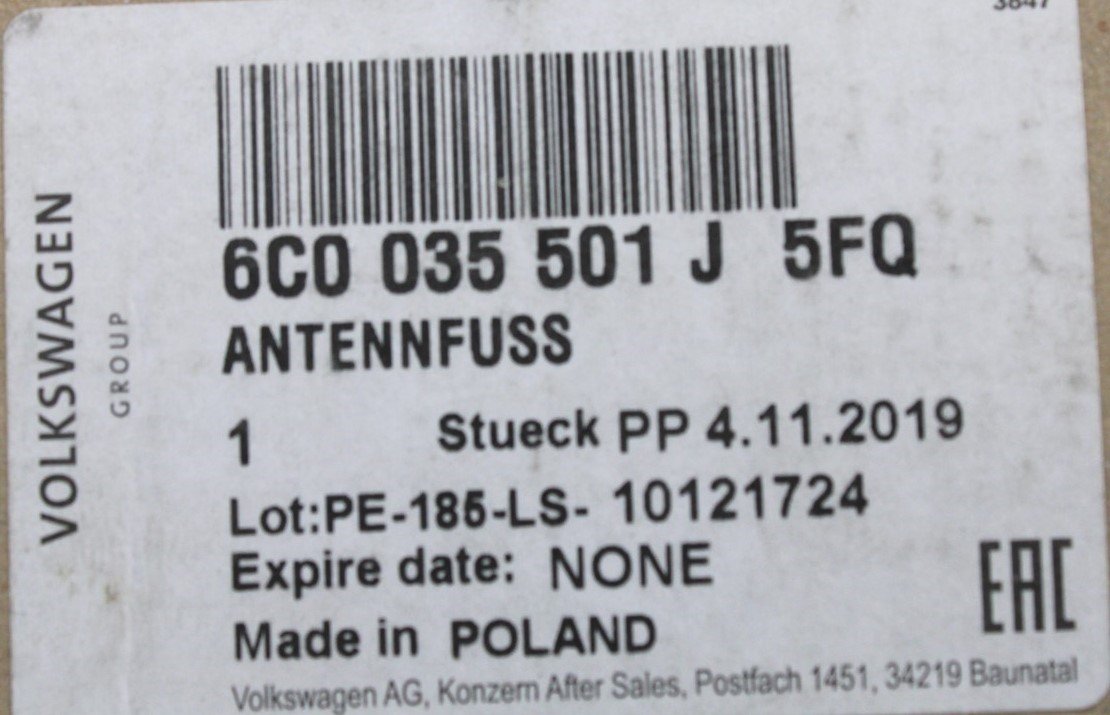 3847
VOLKSWAGEN
GROUP
6C0 035 501 J 5FQ
ANTENNFUSS
1 Stueck PP 4.11.2019
Lot:PE-185-LS- 10121724
Expire date: NONE
Made in POLAND
EAC
Volkswagen AG, Konzern After Sales, Postfach 1451, 34219 Baunatal